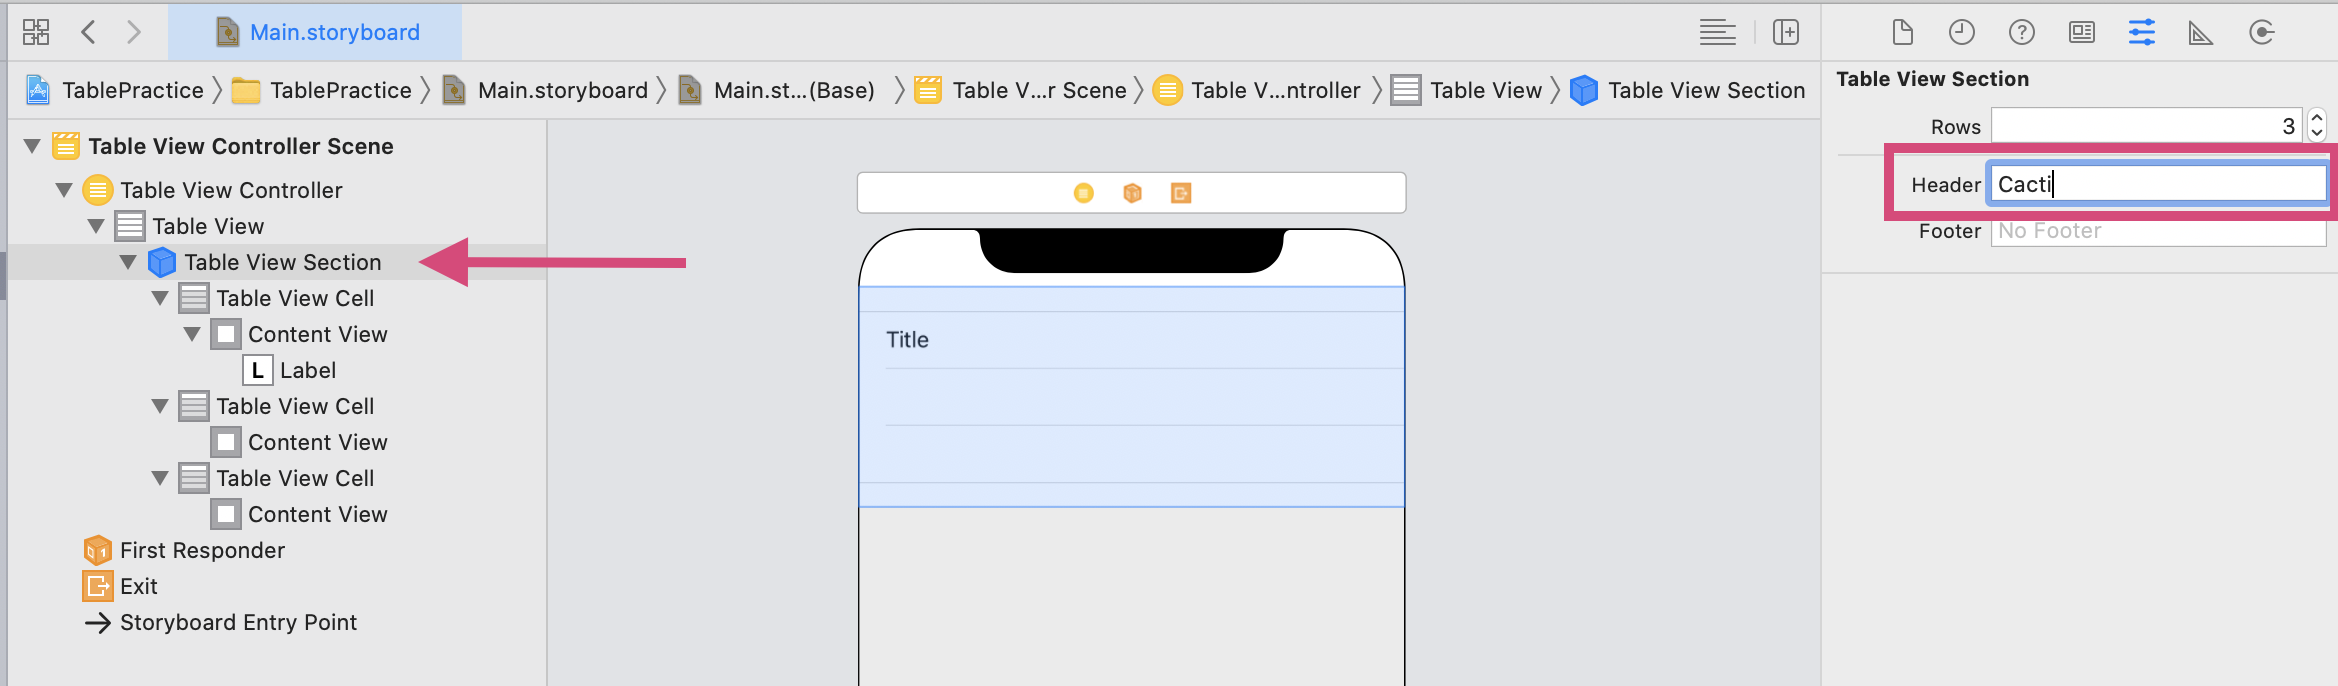 Main.storyboard
TablePractice TablePractice Main.storyboard Main.st...(Base) Table V...r Scene Table V...ntroller Table View Table View Section
Table View Controller Scene
Table View Controller
Table View
Table View Section
Table View Cell
Content View
L Label
Table View Cell
Content View
Table View Cell
Content View
First Responder
Exit
Storyboard Entry Point
Title
Table View Section
Rows 3
Header Cacti
Footer No Footer